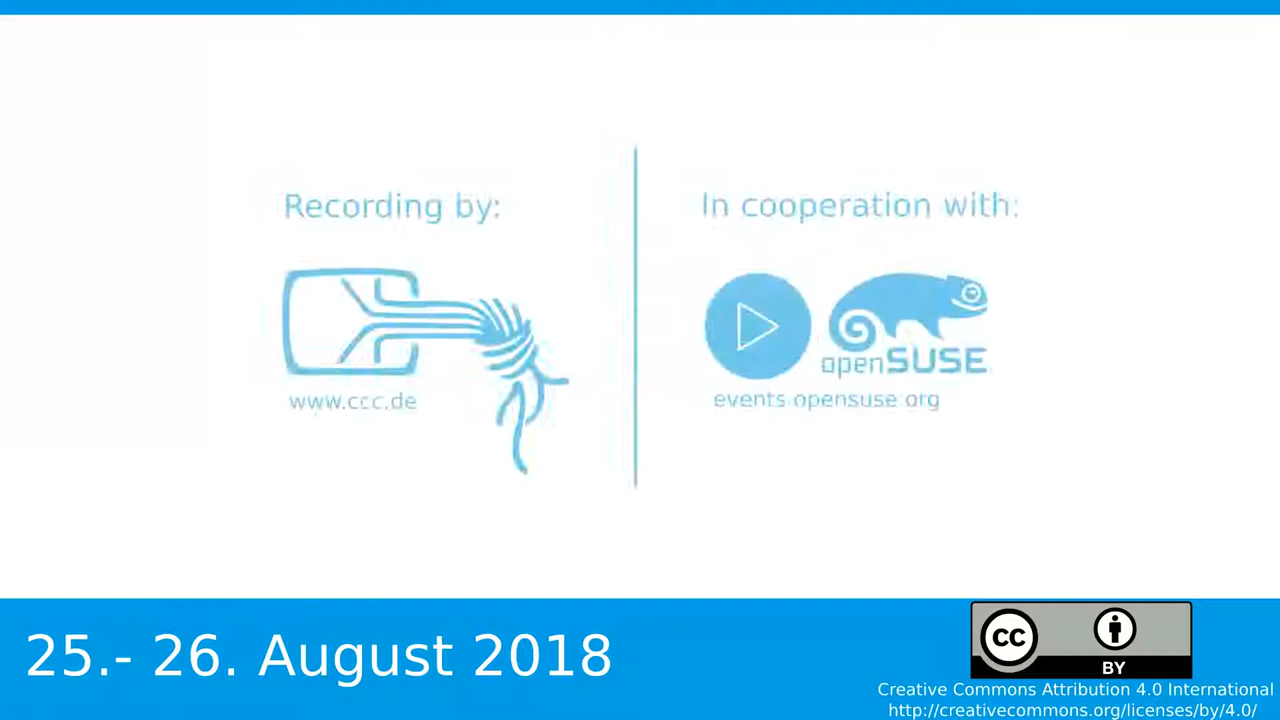 Recording by:
www.ccc.de
In cooperation with:
openSUSE
events.opensuse.org
25.- 26. August 2018
cc
BY
Creative Commons Attribution 4.0 International
http://creativecommons.org/licenses/by/4.0/